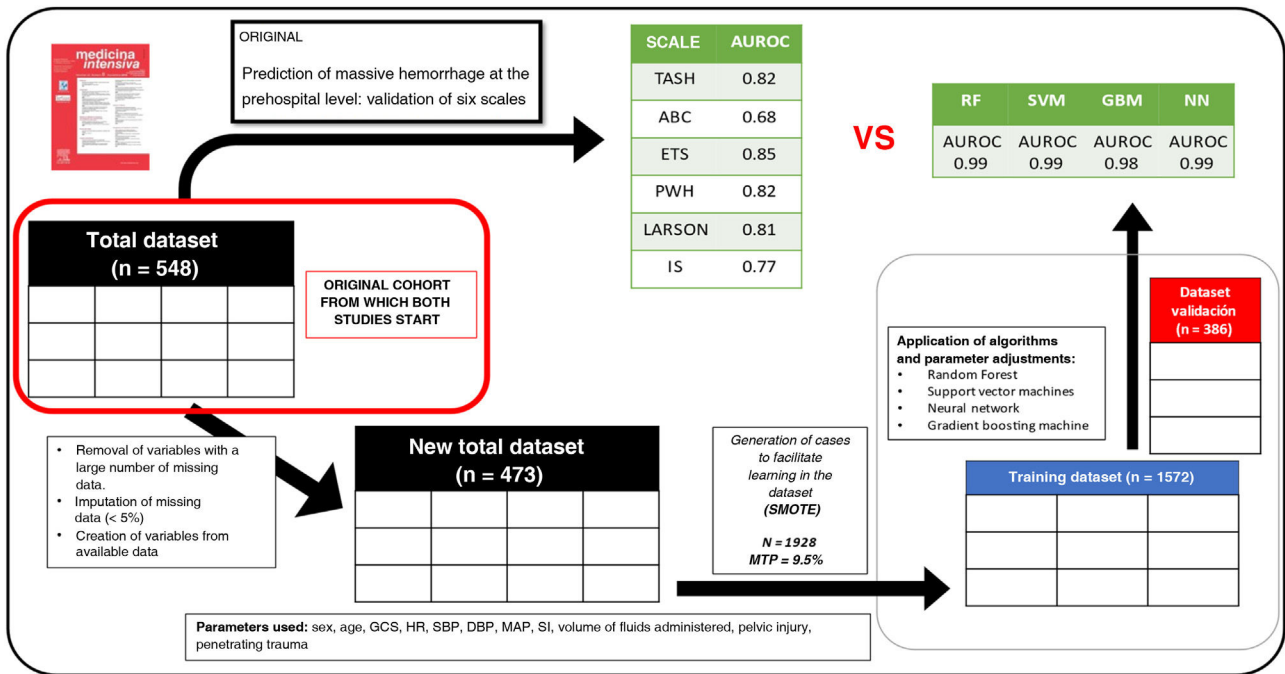 medicina
intensiva
ORIGINAL
Prediction of massive hemorrhage at the
prehospital level: validation of six scales
SCALE AUROC
TASH 0.82
ABC 0.68
ETS 0.85
PWH 0.82
LARSON 0.81
IS 0.77
VS
RF SVM GBM NN
AUROC AUROC AUROC AUROC
0.99 0.99 0.98 0.99
Total dataset
(n = 548)
ORIGINAL COHORT
FROM WHICH BOTH
STUDIES START
• Removal of variables with a
large number of missing
data.
• Imputation of missing
data (< 5%)
• Creation of variables from
available data
New total dataset
(n = 473)
Generation of cases
to facilitate
learning in the
dataset
(SMOTE)
N = 1928
MTP = 9.5%
Application of algorithms
and parameter adjustments:
• Random Forest
• Support vector machines
• Neural network
• Gradient boosting machine
Dataset
validación
(n = 386)
Training dataset (n = 1572)
Parameters used: sex, age, GCS, HR, SBP, DBP, MAP, SI, volume of fluids administered, pelvic injury,
penetrating trauma